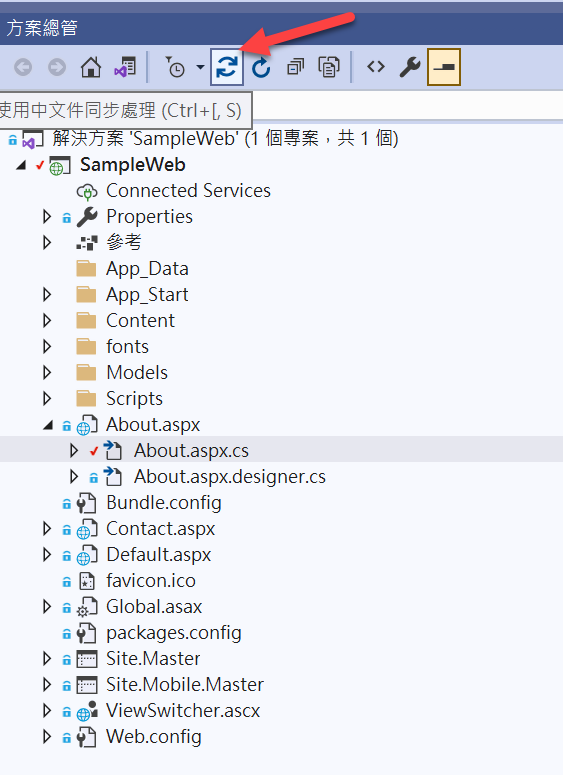 方案總管
使用中文件同步處理 (Ctrl+[, S)
解決方案 'SampleWeb' (1 個專案，共 1 個)
SampleWeb
Connected Services
Properties
參考
App_Data
App_Start
Content
fonts
Models
Scripts
About.aspx
About.aspx.cs
About.aspx.designer.cs
Bundle.config
Contact.aspx
Default.aspx
favicon.ico
Global.asax
packages.config
Site.Master
Site.Mobile.Master
ViewSwitcher.ascx
Web.config